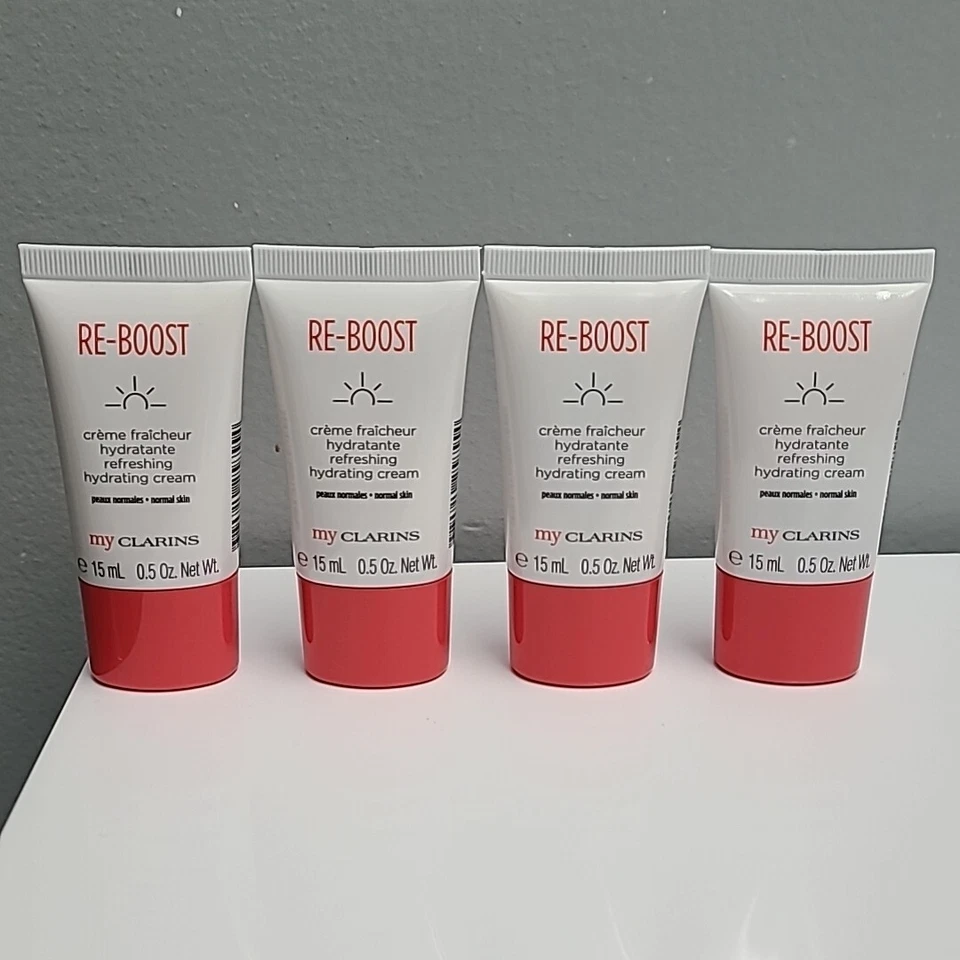 RE-BOOST
crème fraîcheur
hydratante
refreshing
hydrating cream
peaux normales • normal skin
my CLARINS
℮ 15 mL 0.5 Oz. Net Wt.
RE-BOOST
crème fraîcheur
hydratante
refreshing
hydrating cream
peaux normales • normal skin
my CLARINS
℮ 15 mL 0.5 Oz. Net Wt.
RE-BOOST
crème fraîcheur
hydratante
refreshing
hydrating cream
peaux normales • normal skin
my CLARINS
℮ 15 mL 0.5 Oz. Net Wt.
RE-BOOST
crème fraîcheur
hydratante
refreshing
hydrating cream
peaux normales • normal skin
my CLARINS
℮ 15 mL 0.5 Oz. Net Wt.